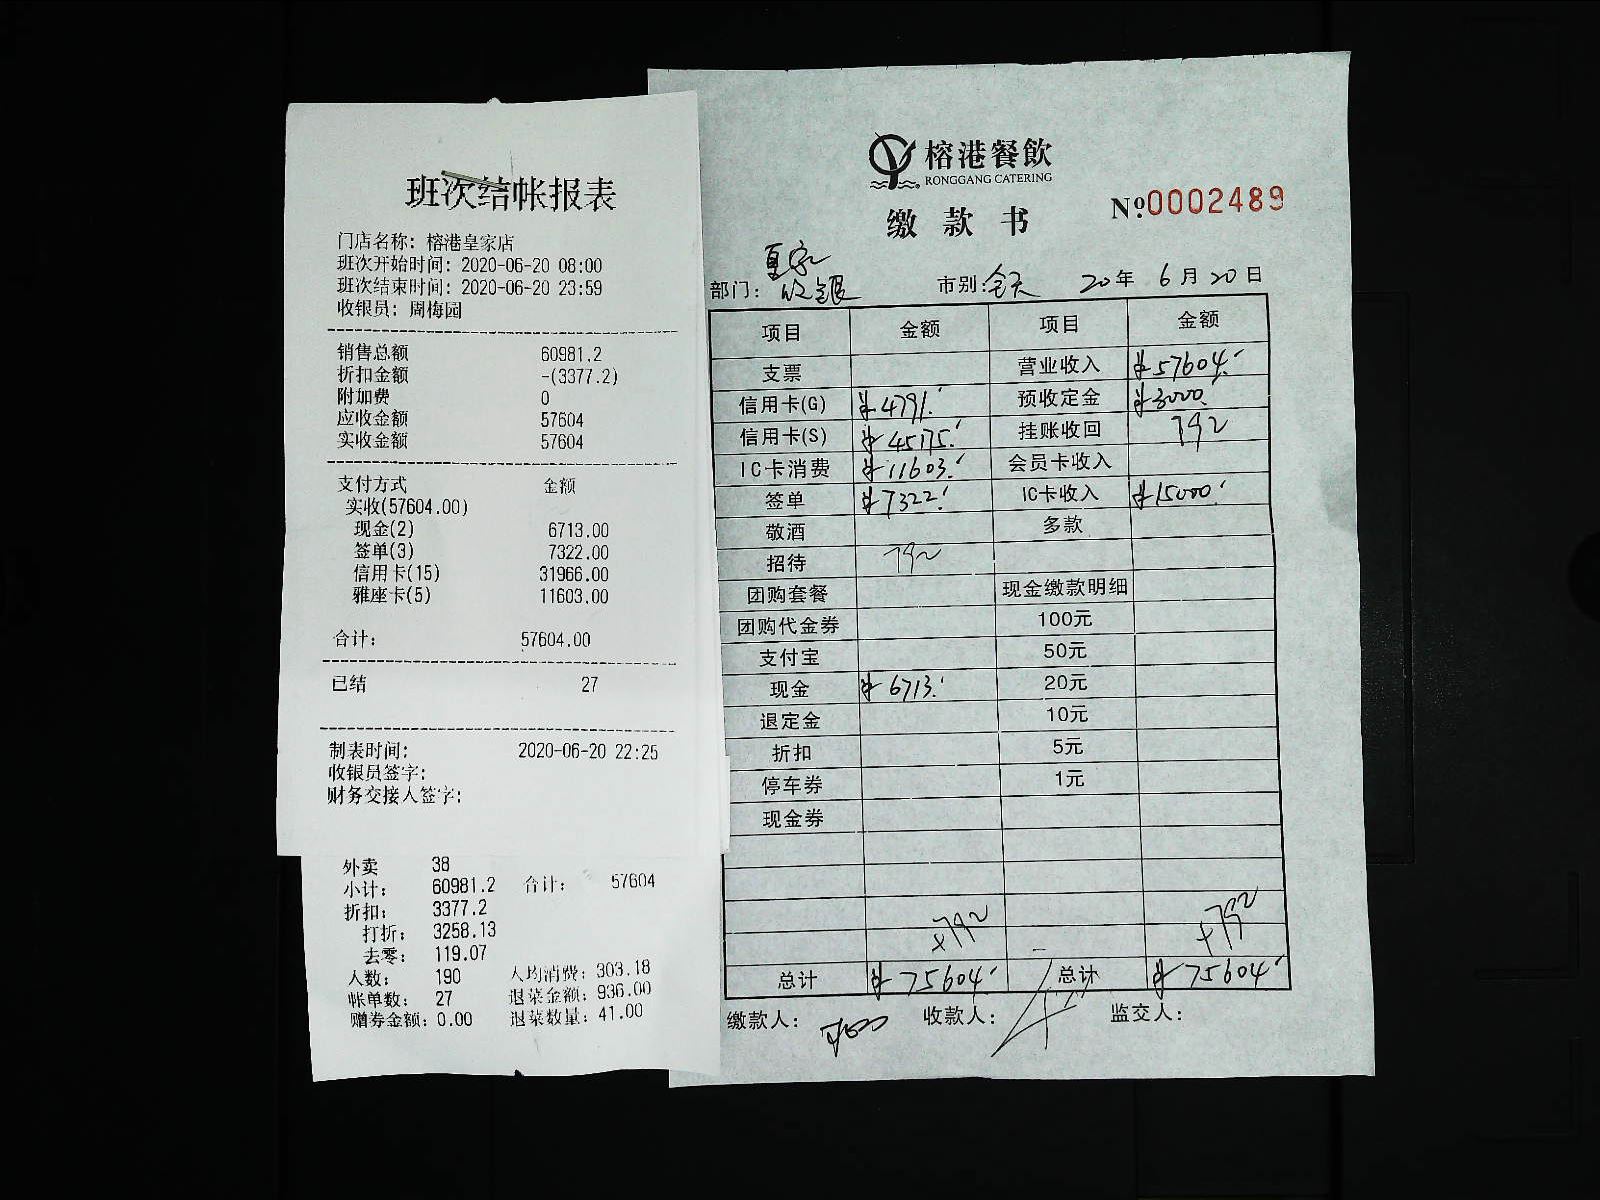 班次结帐报表
门店名称: 榕港皇家店
班次开始时间: 2020-06-20 08:00
班次结束时间: 2020-06-20 23:59
收银员: 周梅园
销售总额 60981.2
折扣金额 -(3377.2)
附加费 0
应收金额 57604
实收金额 57604
支付方式 金额
实收(57604.00)
现金(2) 6713.00
签单(3) 7322.00
信用卡(15) 31966.00
雅座卡(5) 11603.00
合计: 57604.00
已结 27
制表时间: 2020-06-20 22:25
收银员签字:
财务交接人签字:
外卖 38
小计: 60981.2 合计: 57604
折扣: 3377.2
打折: 3258.13
去零: 119.07
人数: 190 人均消费: 303.18
帐单数: 27 退菜金额: 936.00
赠券金额: 0.00 退菜数量: 41.00
榕港餐飲
RONGGANG CATERING
缴款书
Nº0002489
皇家
部门: 收银 市别: 全天 20年 6月 20日
项目 金额 项目 金额
支票 营业收入 ¥57604.
信用卡(G) ¥4791. 预收定金 ¥3000.
信用卡(S) ¥45175. 挂账收回 792
IC卡消费 ¥11603. 会员卡收入
签单 ¥7322. IC卡收入 ¥15000.
敬酒 多款
招待 792
团购套餐 现金缴款明细
团购代金券 100元
支付宝 50元
现金 ¥6713. 20元
退定金 10元
折扣 5元
停车券 1元
现金券
+792 +792
总计 ¥75604. 总计 ¥75604.
缴款人: 收款人: 监交人: